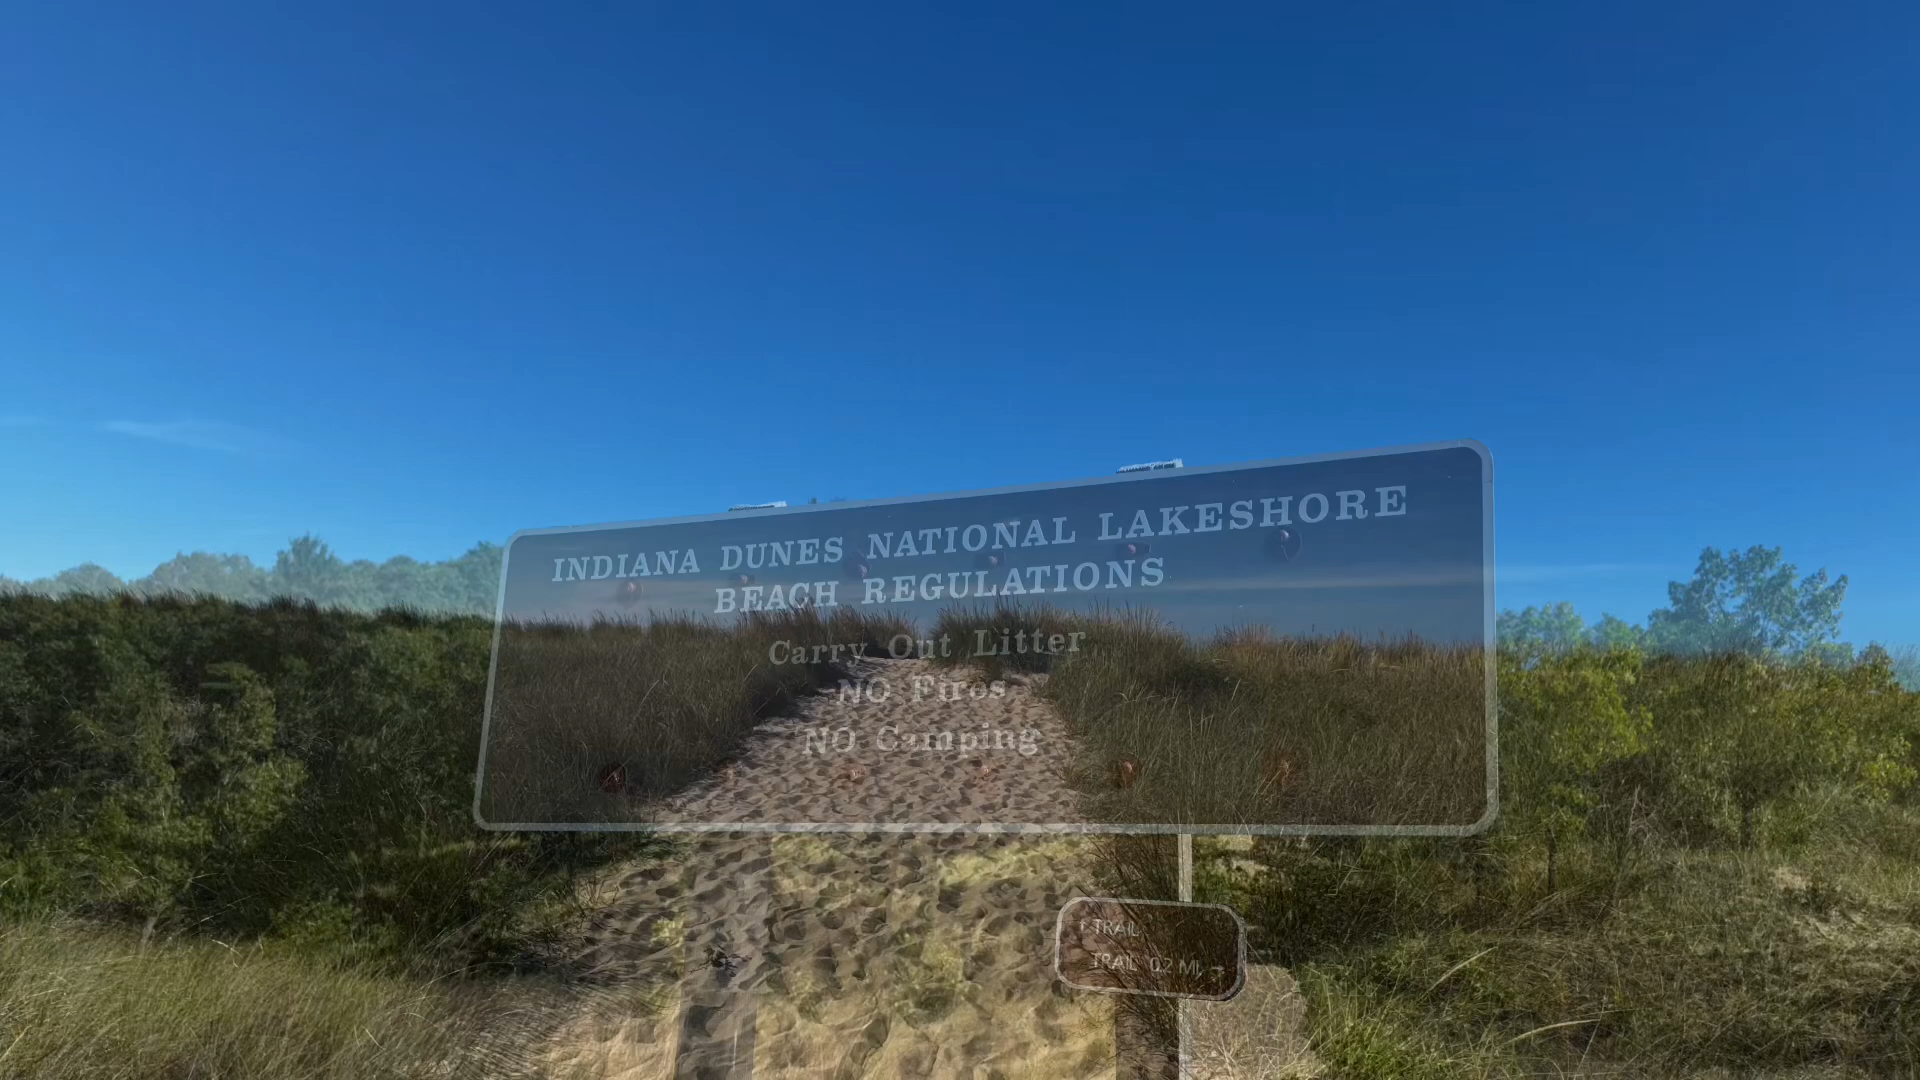 INDIANA DUNES NATIONAL LAKESHORE
BEACH REGULATIONS
Carry Out Litter
NO Fires
NO Camping
TRAIL
TRAIL 0.2 MI. →